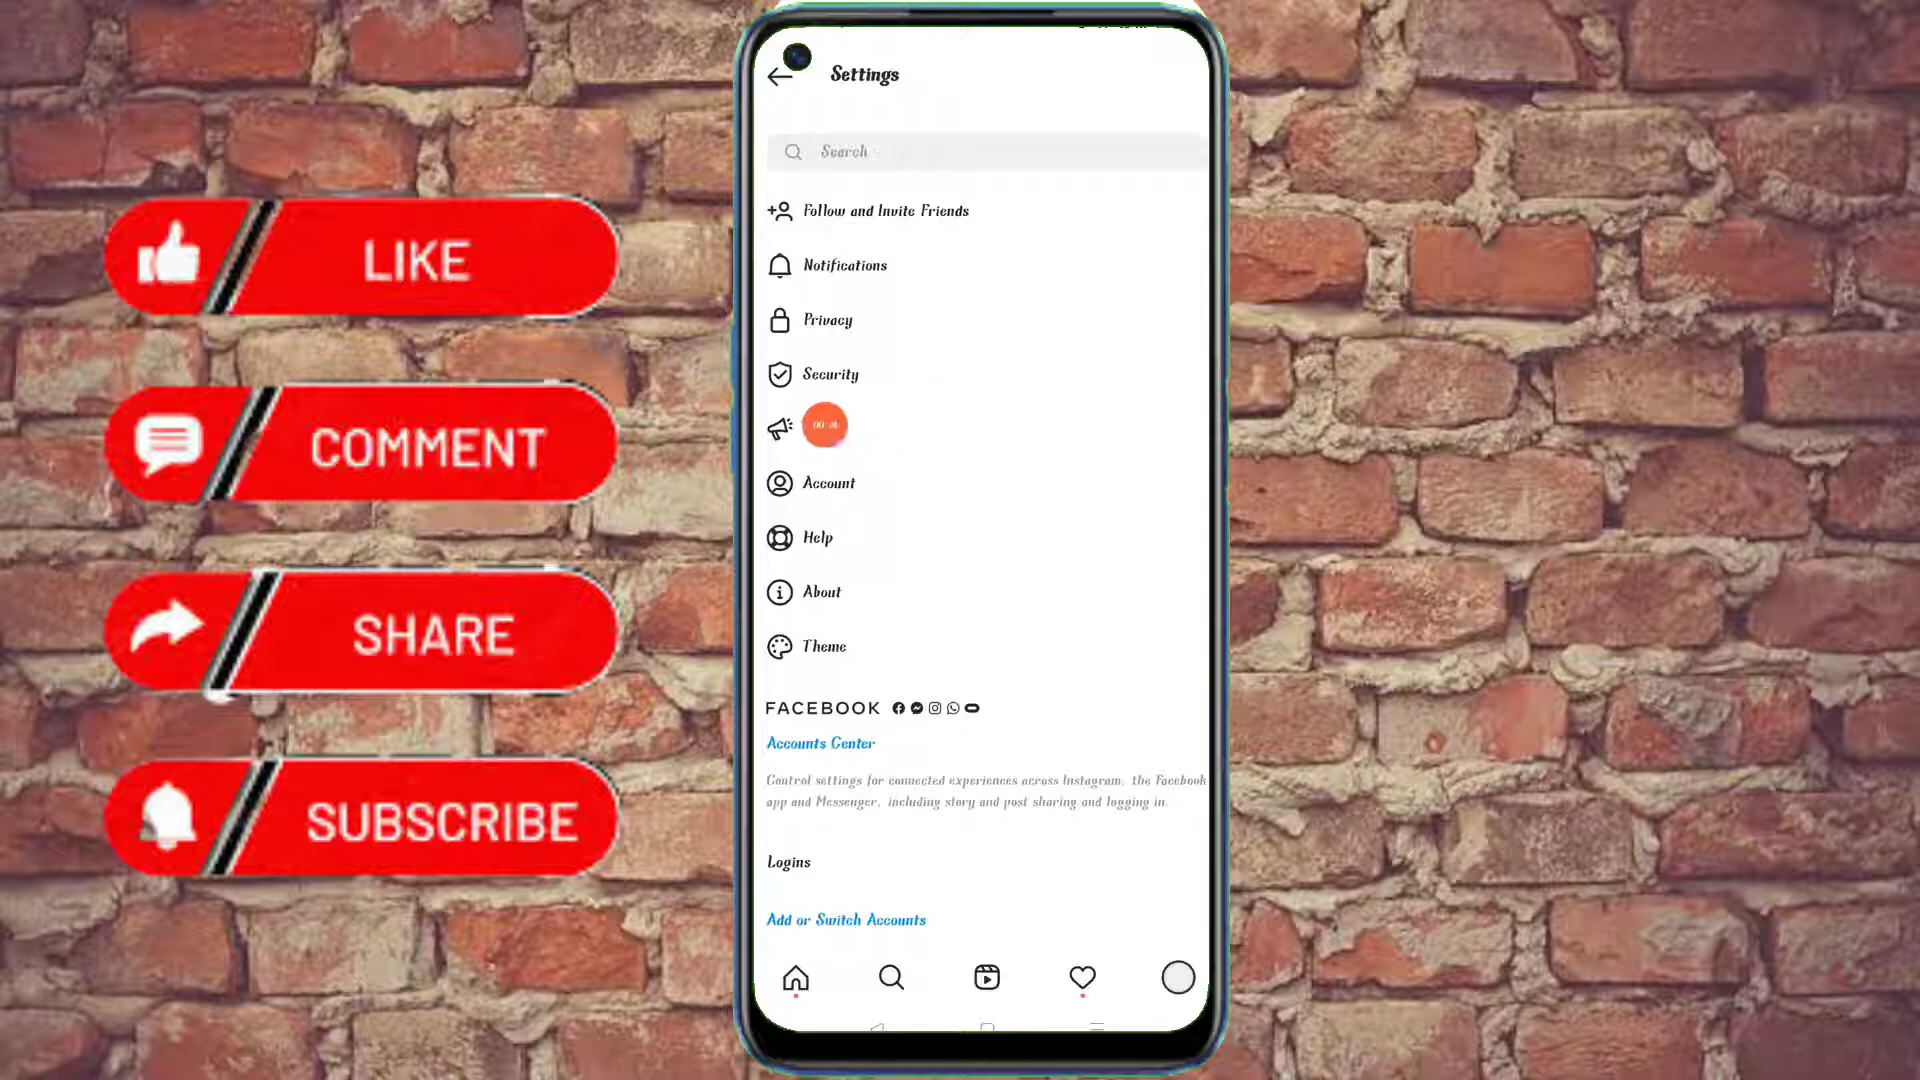 LIKE
COMMENT
SHARE
SUBSCRIBE
Settings
Search
Follow and Invite Friends
Notifications
Privacy
Security
Account
Help
About
Theme
FACEBOOK
Accounts Center
Control settings for connected experiences across Instagram, the Facebook
app and Messenger, including story and post sharing and logging in.
Logins
Add or Switch Accounts